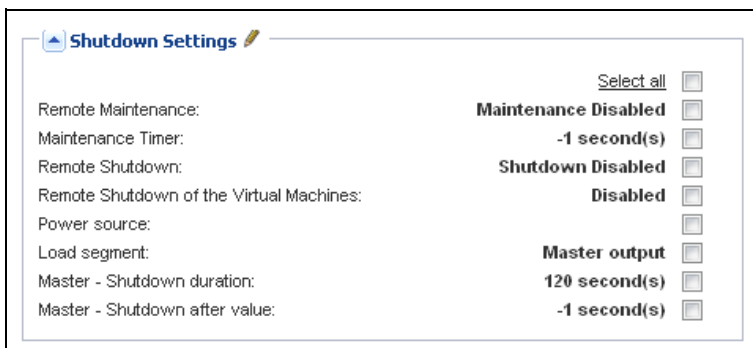 Shutdown Settings
Select all
Remote Maintenance: Maintenance Disabled
Maintenance Timer: -1 second(s)
Remote Shutdown: Shutdown Disabled
Remote Shutdown of the Virtual Machines: Disabled
Power source:
Load segment: Master output
Master - Shutdown duration: 120 second(s)
Master - Shutdown after value: -1 second(s)